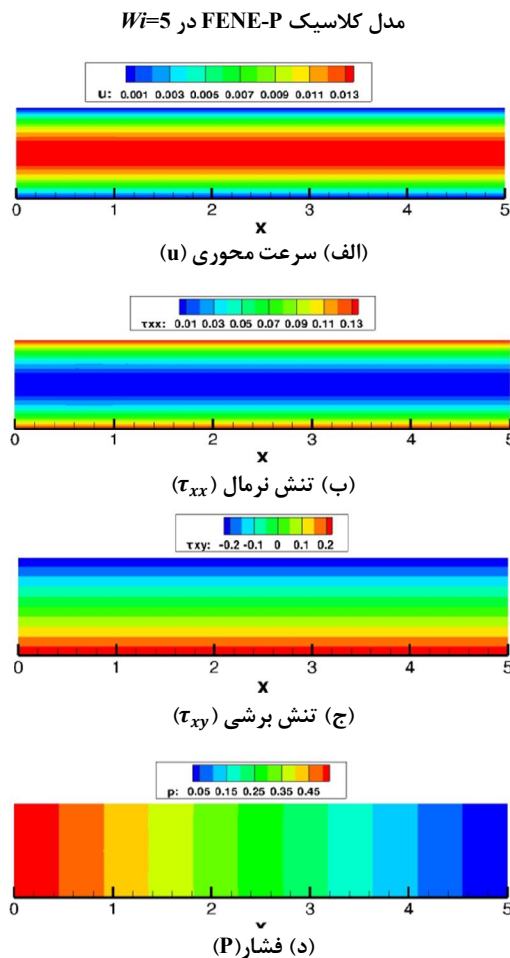 مدل کلاسیک FENE-P در Wi=5
u: 0.001 0.003 0.005 0.007 0.009 0.011 0.013
0 1 2 3 4 5
x
(الف) سرعت محوری (u)
τxx: 0.01 0.03 0.05 0.07 0.09 0.11 0.13
0 1 2 3 4 5
x
(ب) تنش نرمال (τxx)
τxy: -0.2 -0.1 0 0.1 0.2
0 1 2 3 4 5
x
(ج) تنش برشی (τxy)
p: 0.05 0.15 0.25 0.35 0.45
0 1 2 3 4 5
x
(د) فشار(P)